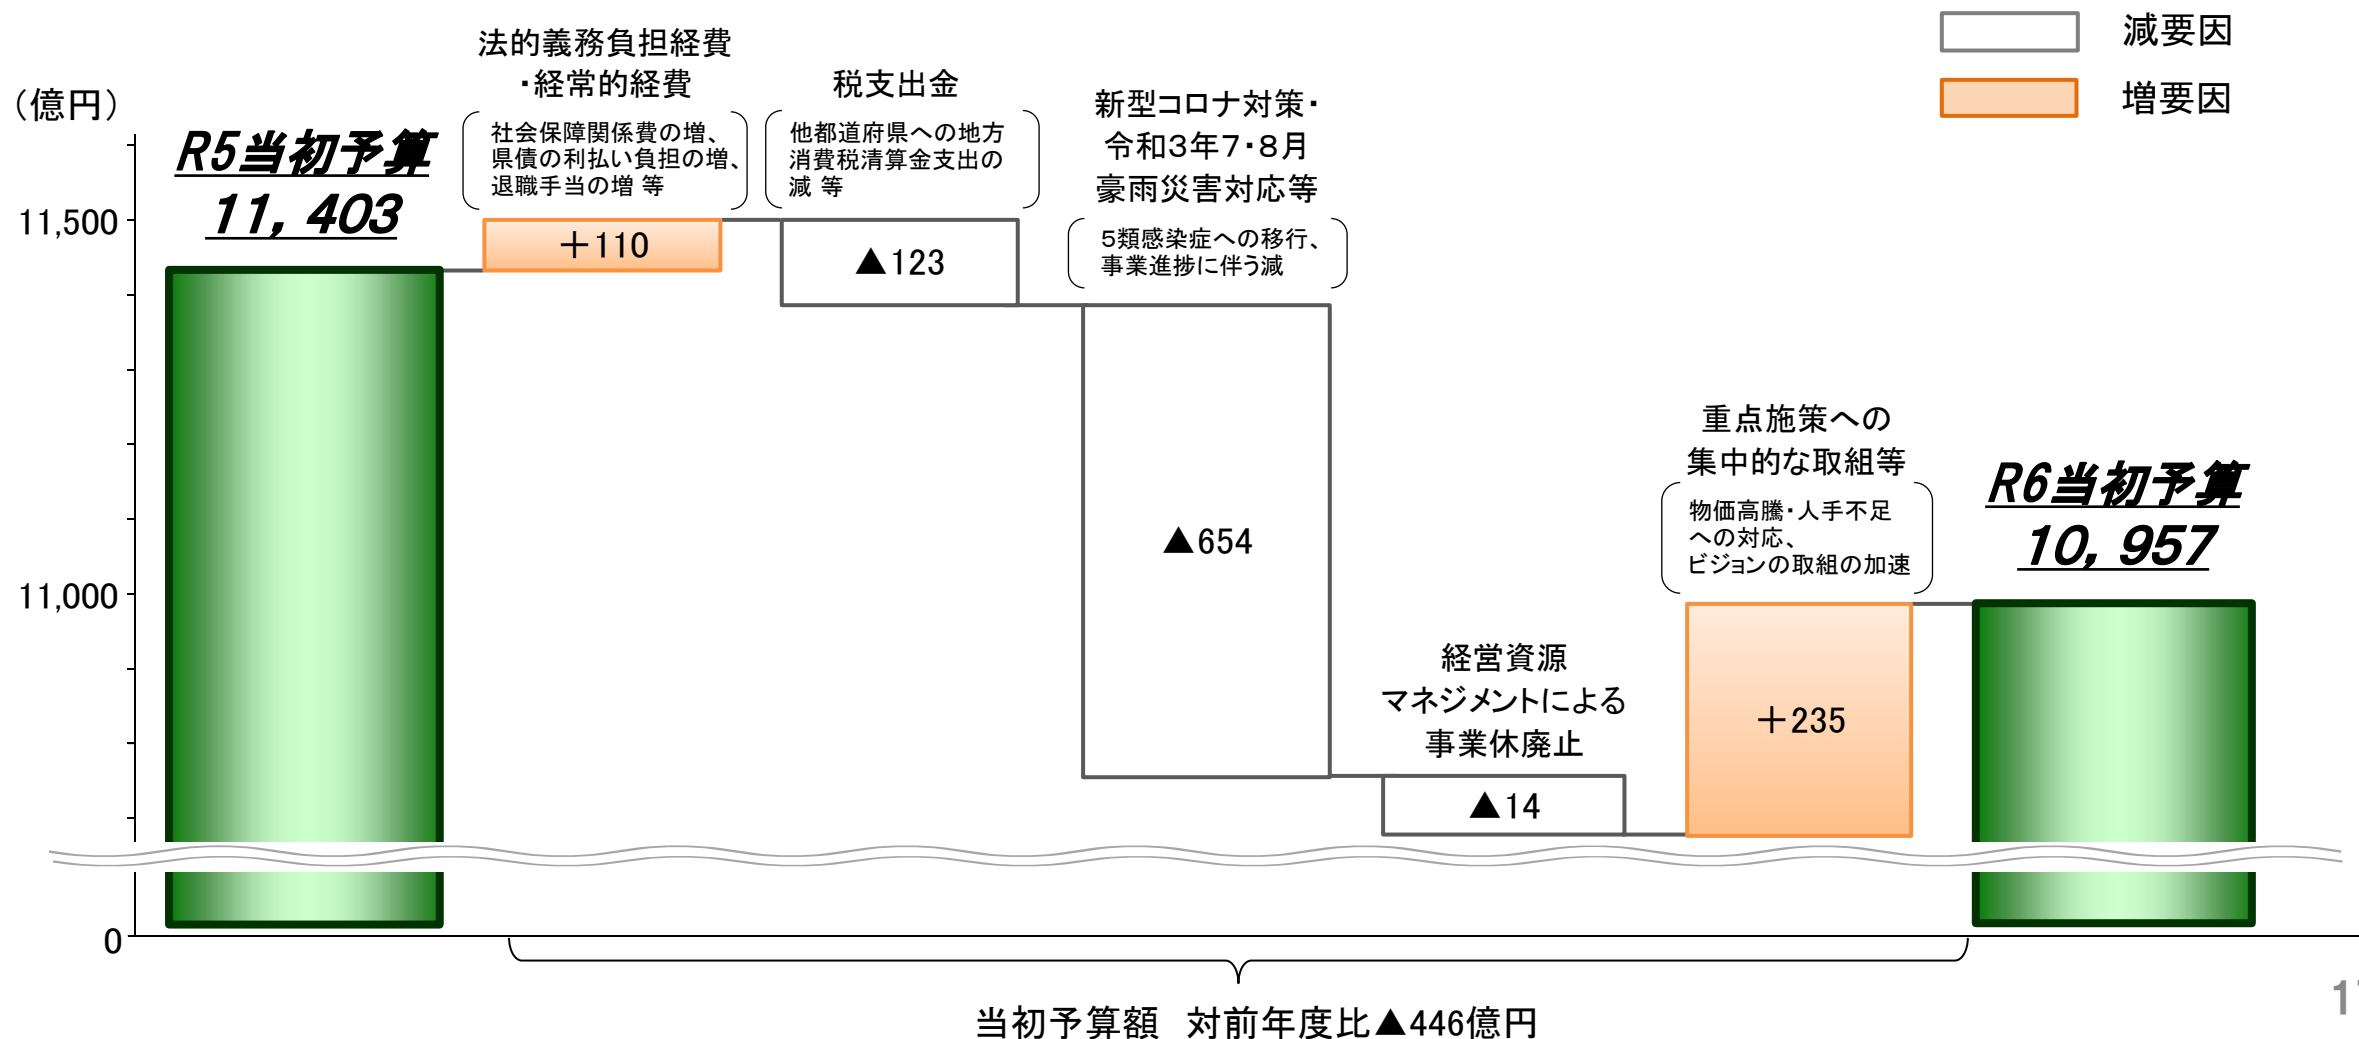 減要因
増要因
（億円）
11,500
11,000
0
R5当初予算
11，403
法的義務負担経費
・経常的経費
社会保障関係費の増、
県債の利払い負担の増、
退職手当の増 等
＋110
税支出金
他都道府県への地方
消費税清算金支出の
減 等
▲123
新型コロナ対策・
令和３年７・８月
豪雨災害対応等
５類感染症への移行、
事業進捗に伴う減
▲654
経営資源
マネジメントによる
事業休廃止
▲14
重点施策への
集中的な取組等
物価高騰・人手不足
への対応、
ビジョンの取組の加速
＋235
R6当初予算
10，957
当初予算額　対前年度比▲446億円